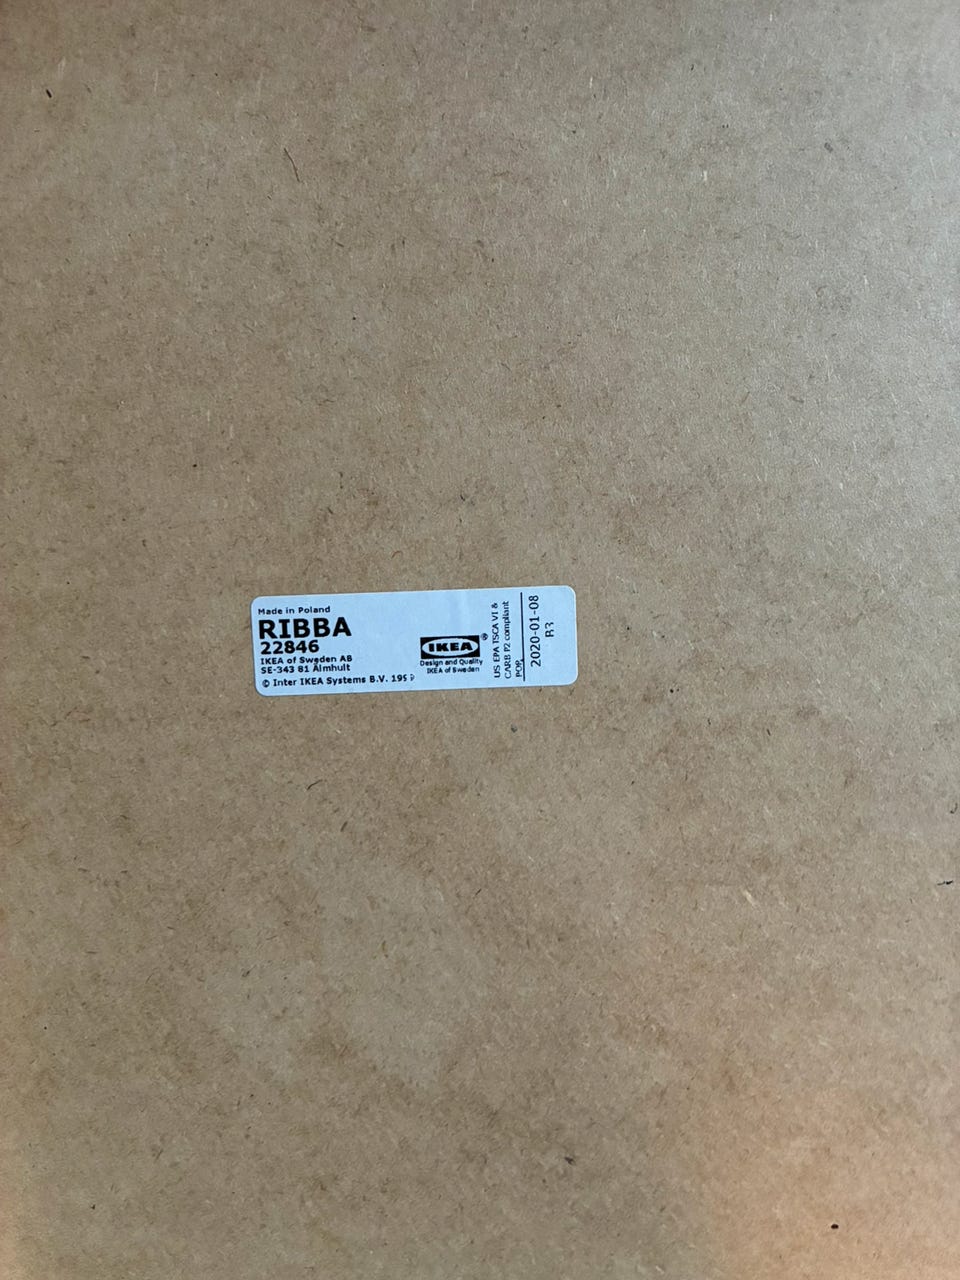 Made in Poland
RIBBA
22846
IKEA of Sweden AB
SE-343 81 Älmhult
© Inter IKEA Systems B.V.
IKEA®
Design and Quality
IKEA of Sweden
US EPA TSCA VI &
CARB P2 compliant
2020-01-08